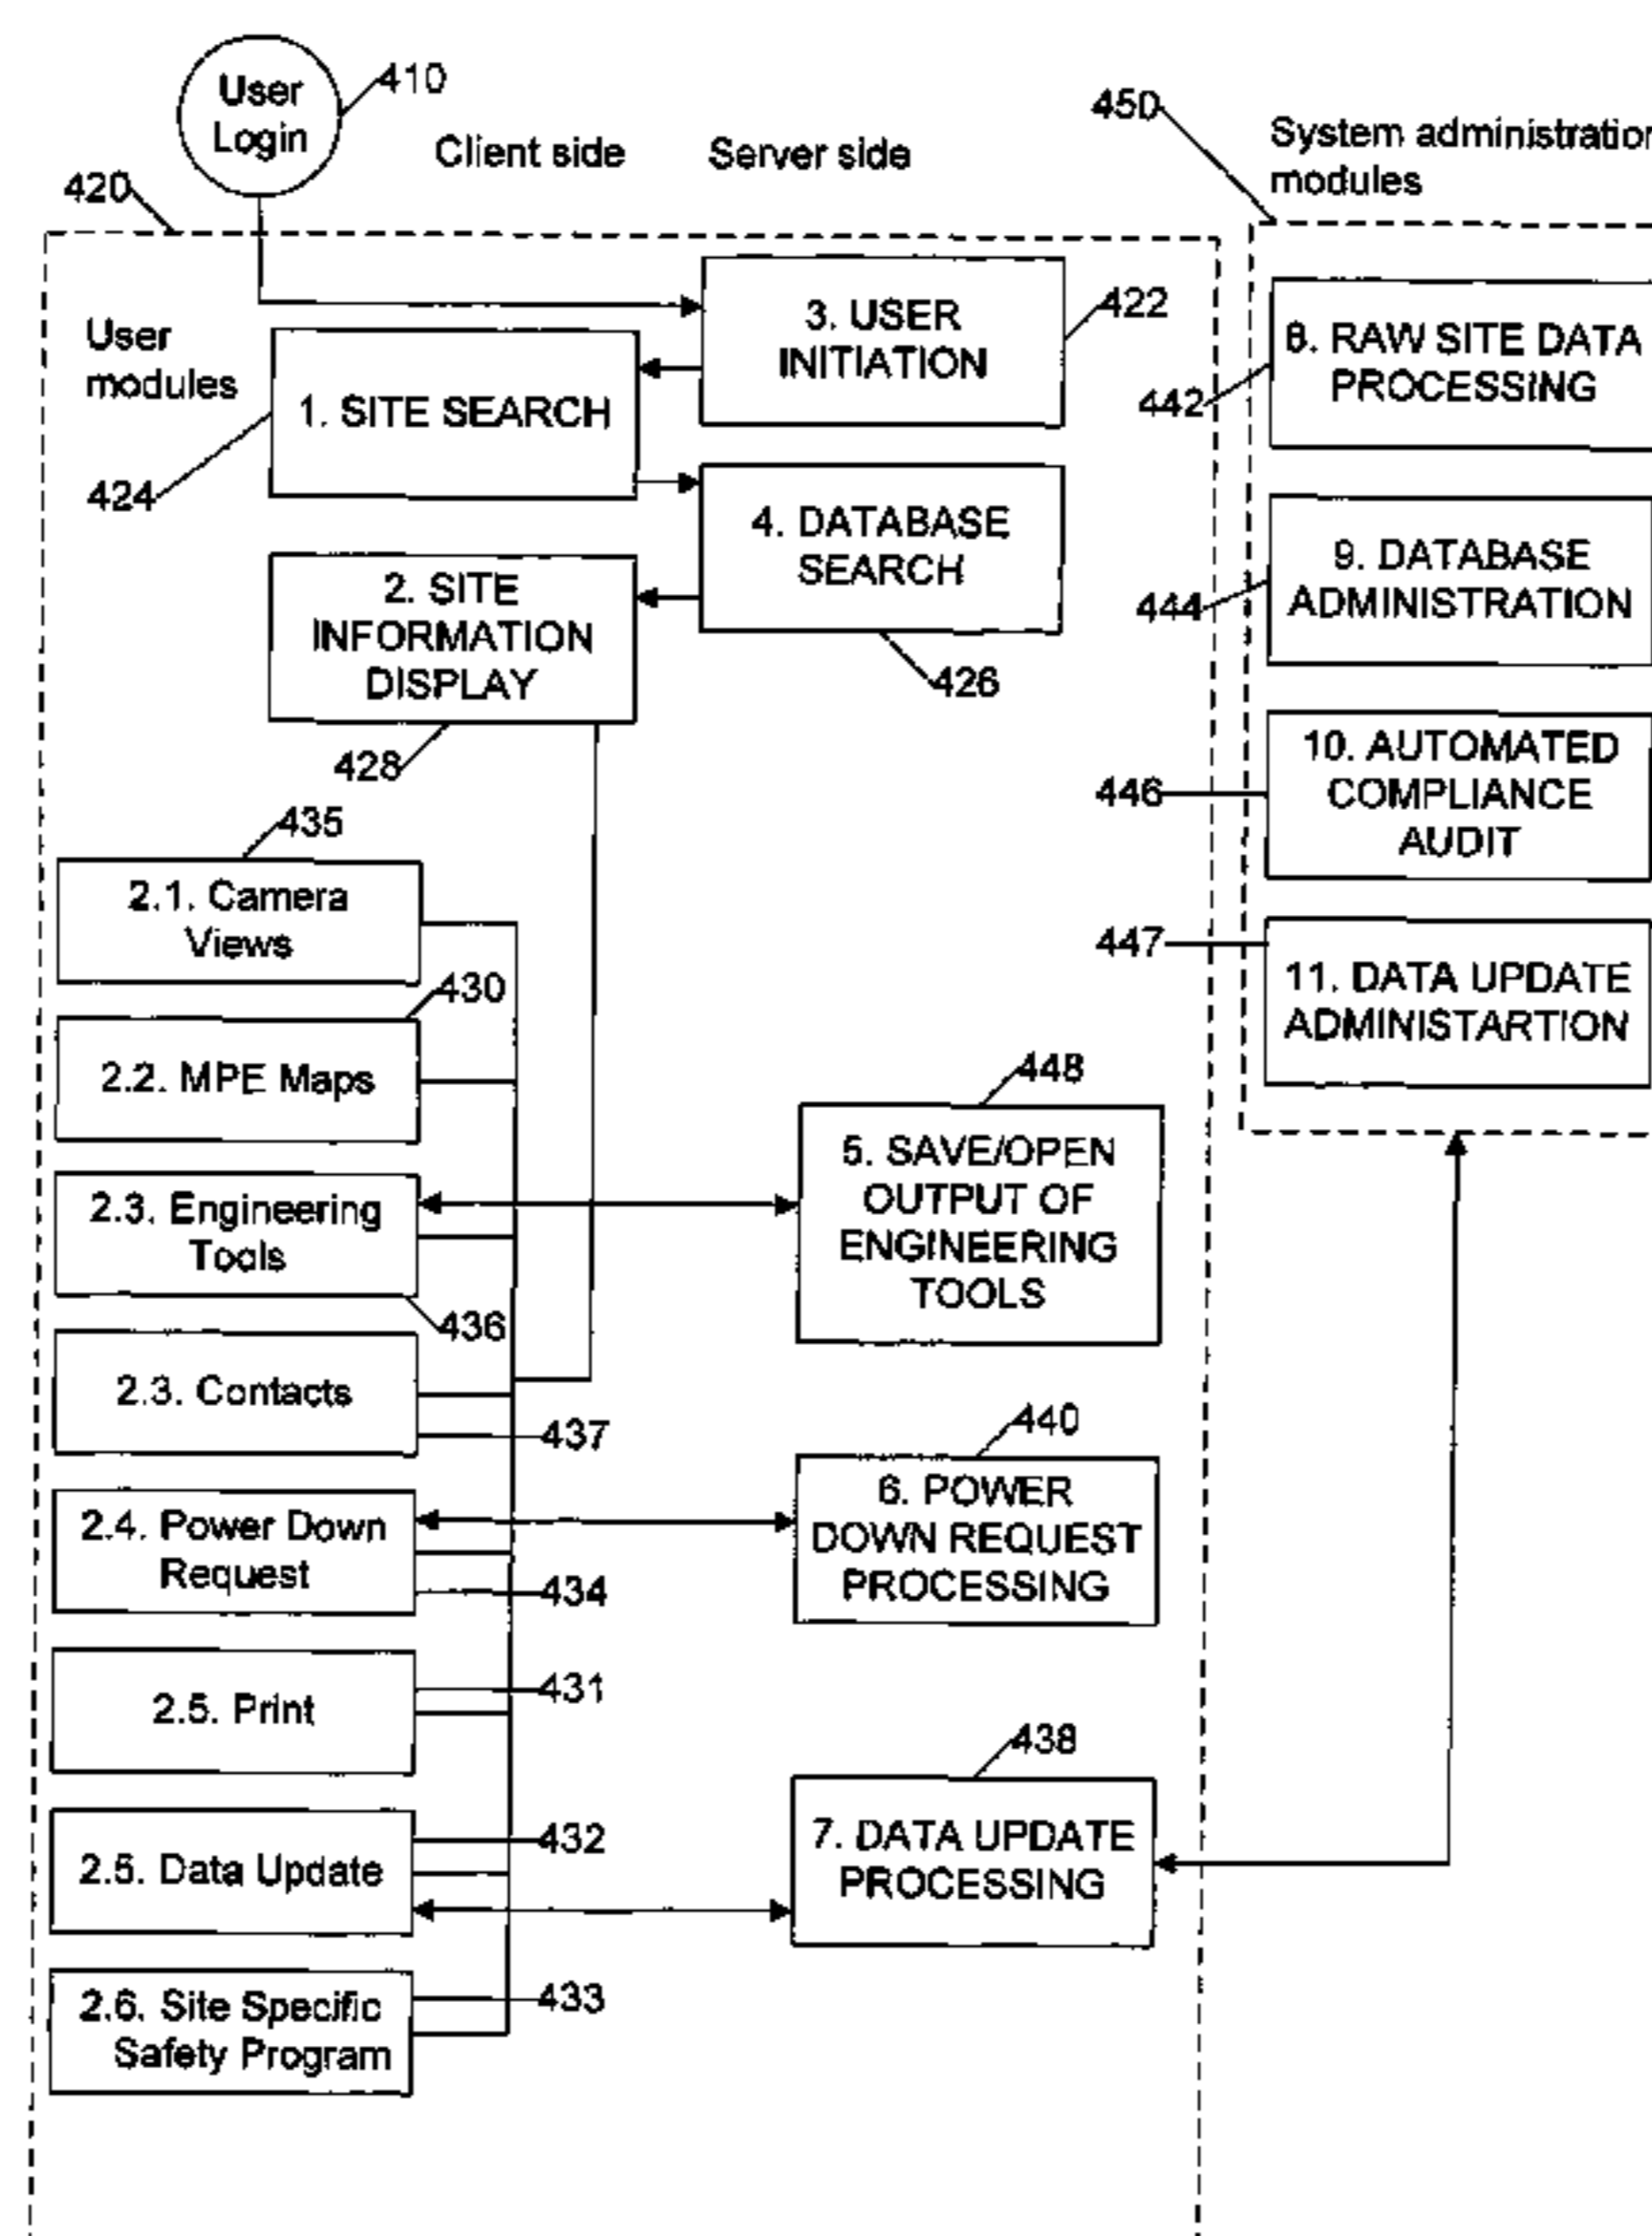 User
Login
410
Client side
Server side
450
System administration
modules
420
User
modules
3. USER
INITIATION
422
1. SITE SEARCH
424
4. DATABASE
SEARCH
426
2. SITE
INFORMATION
DISPLAY
428
8. RAW SITE DATA
PROCESSING
442
9. DATABASE
ADMINISTRATION
444
10. AUTOMATED
COMPLIANCE
AUDIT
446
11. DATA UPDATE
ADMINISTARTION
447
435
2.1. Camera
Views
430
2.2. MPE Maps
2.3. Engineering
Tools
436
448
5. SAVE/OPEN
OUTPUT OF
ENGINEERING
TOOLS
2.3. Contacts
437
440
6. POWER
DOWN REQUEST
PROCESSING
2.4. Power Down
Request
434
2.5. Print
431
438
7. DATA UPDATE
PROCESSING
2.5. Data Update
432
2.6. Site Specific
Safety Program
433